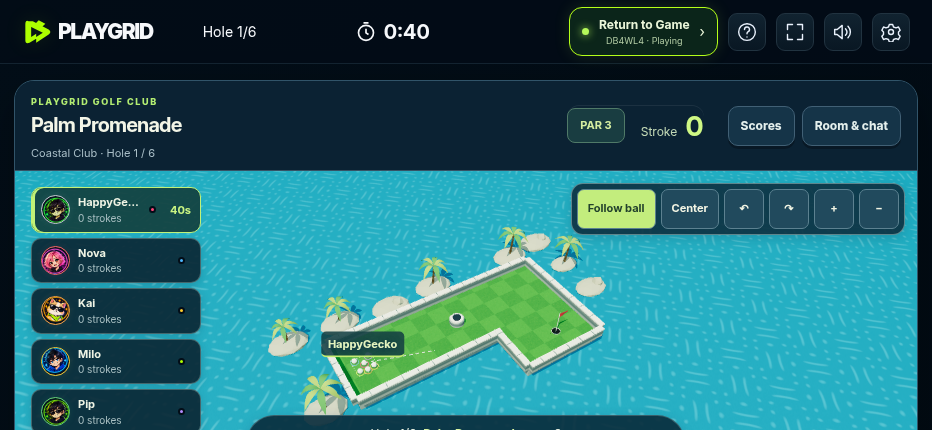 PLAYGRID
Hole 1/6
0:40
Return to Game
DB4WL4 · Playing
PLAYGRID GOLF CLUB
Palm Promenade
Coastal Club · Hole 1 / 6
PAR 3
Stroke 0
Scores
Room & chat
HappyGe...
0 strokes
40s
Nova
0 strokes
Kai
0 strokes
Milo
0 strokes
Pip
0 strokes
Follow ball
Center
HappyGecko